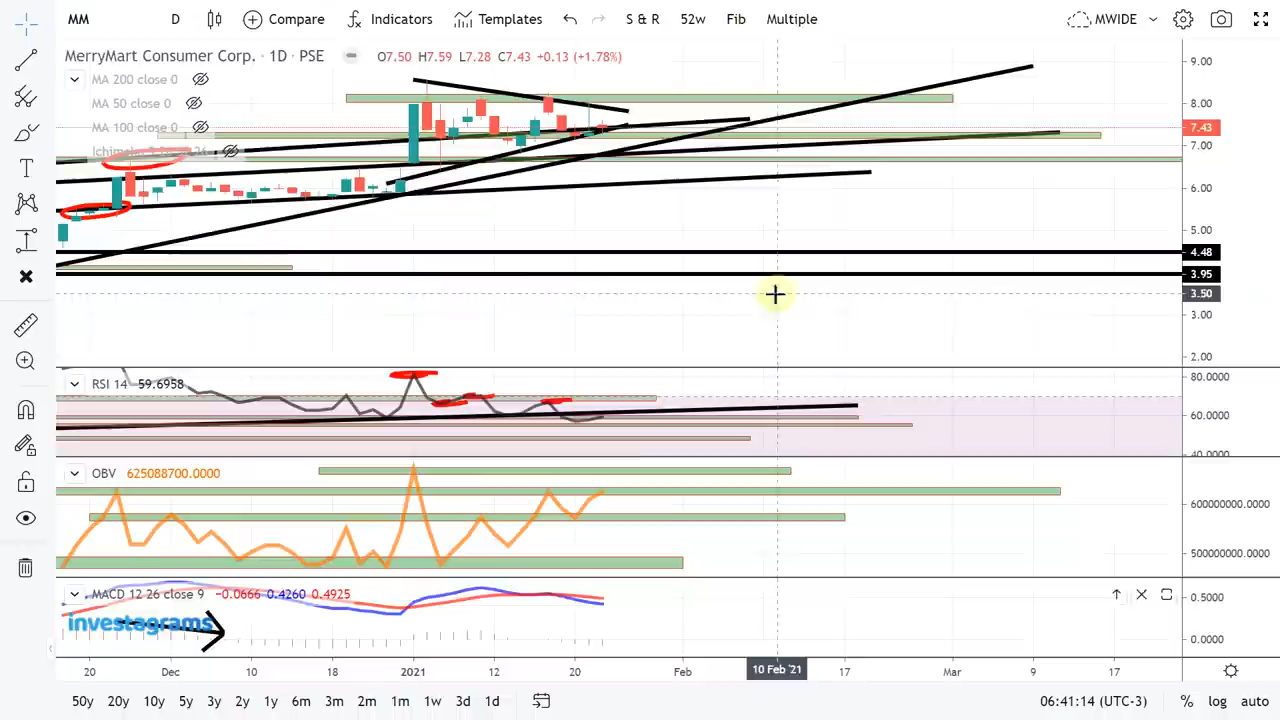 MM D Compare Indicators Templates S & R 52w Fib Multiple MWIDE
MerryMart Consumer Corp. · 1D · PSE O7.50 H7.59 L7.28 C7.43 +0.13 (+1.78%)
MA 200 close 0
MA 50 close 0
MA 100 close 0
9.00
8.00
7.43
7.00
6.00
5.00
4.48
3.95
3.50
3.00
2.00
RSI 14 59.6958
80.0000
60.0000
40.0000
OBV 625088700.0000
600000000.0000
500000000.0000
MACD 12 26 close 9 −0.0666 0.4260 0.4925
0.5000
investagrams
0.0000
20 Dec 10 18 2021 12 20 Feb 10 Feb '21 17 Mar 9 17
50y 20y 10y 5y 3y 2y 1y 6m 3m 2m 1m 1w 3d 1d 06:41:14 (UTC-3) % log auto